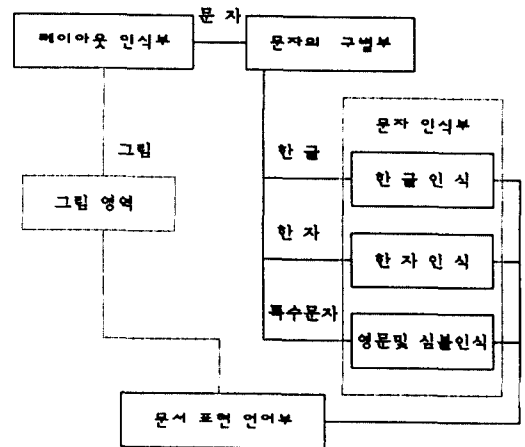 문 자
레이아웃 인식부
문자의 구별부
문자 인식부
그림
한 글
한 글 인 식
그림 영역
한 자
한 자 인 식
특수문자
영문및 심볼인식
문서 표현 언어부